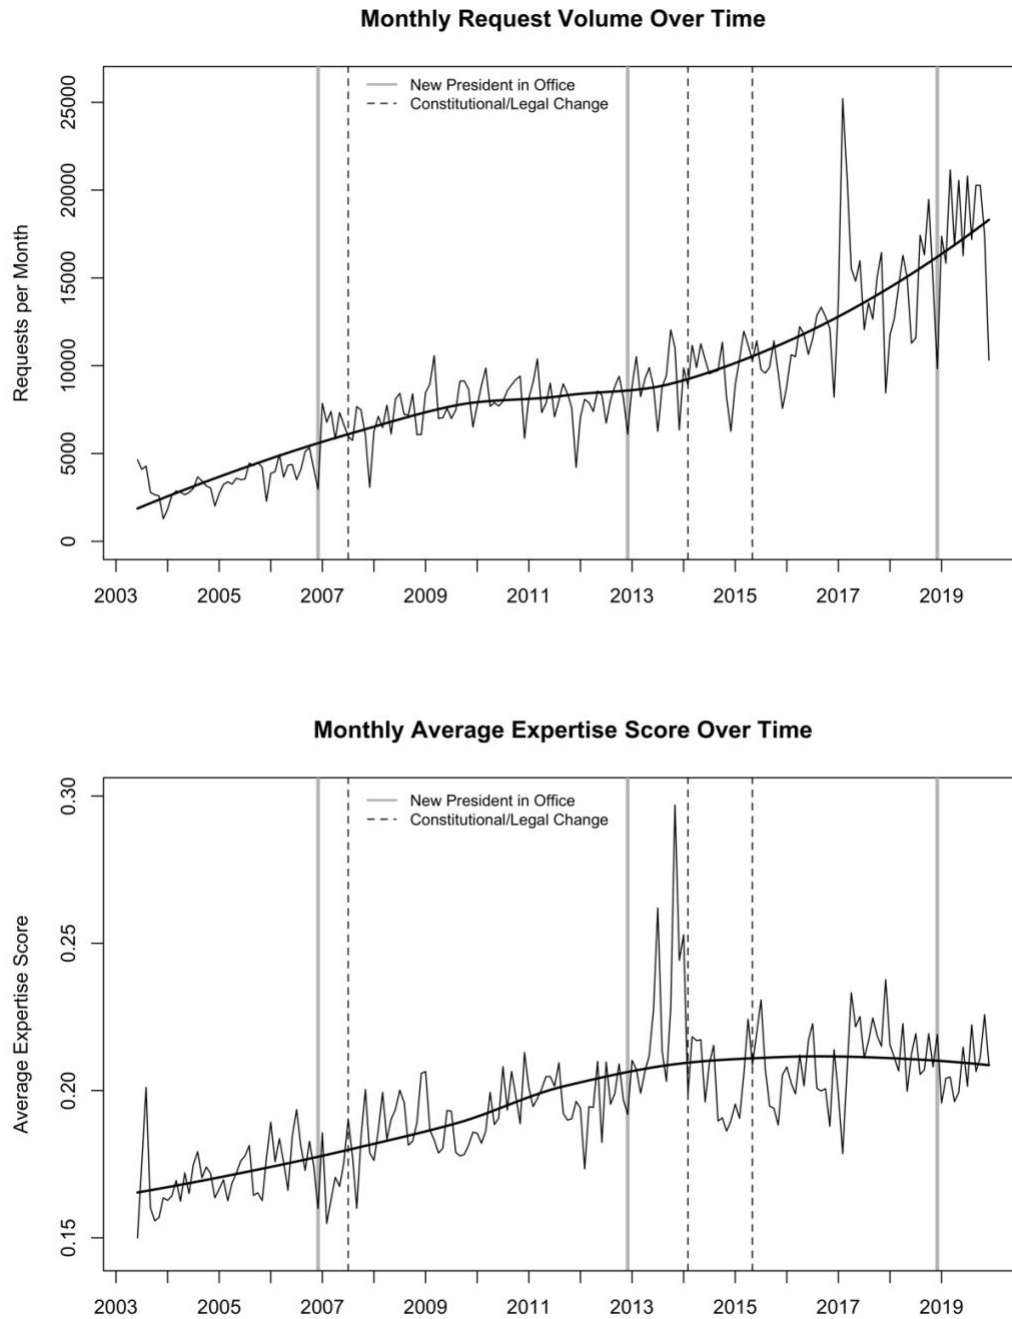 Monthly Request Volume Over Time
New President in Office
Constitutional/Legal Change
Requests per Month
25000
20000
15000
10000
5000
0
2003 2005 2007 2009 2011 2013 2015 2017 2019
Monthly Average Expertise Score Over Time
New President in Office
Constitutional/Legal Change
Average Expertise Score
0.30
0.25
0.20
0.15
2003 2005 2007 2009 2011 2013 2015 2017 2019